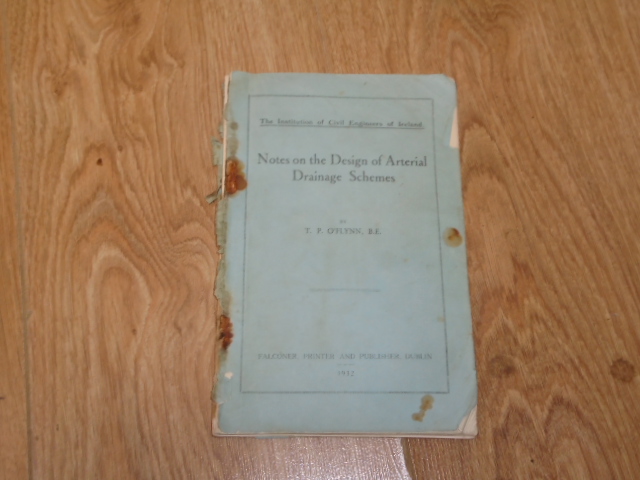 The Institution of Civil Engineers of Ireland.
Notes on the Design of Arterial
Drainage Schemes
BY
T. P. O'FLYNN, B.E.
FALCONER, PRINTER AND PUBLISHER, DUBLIN
1932